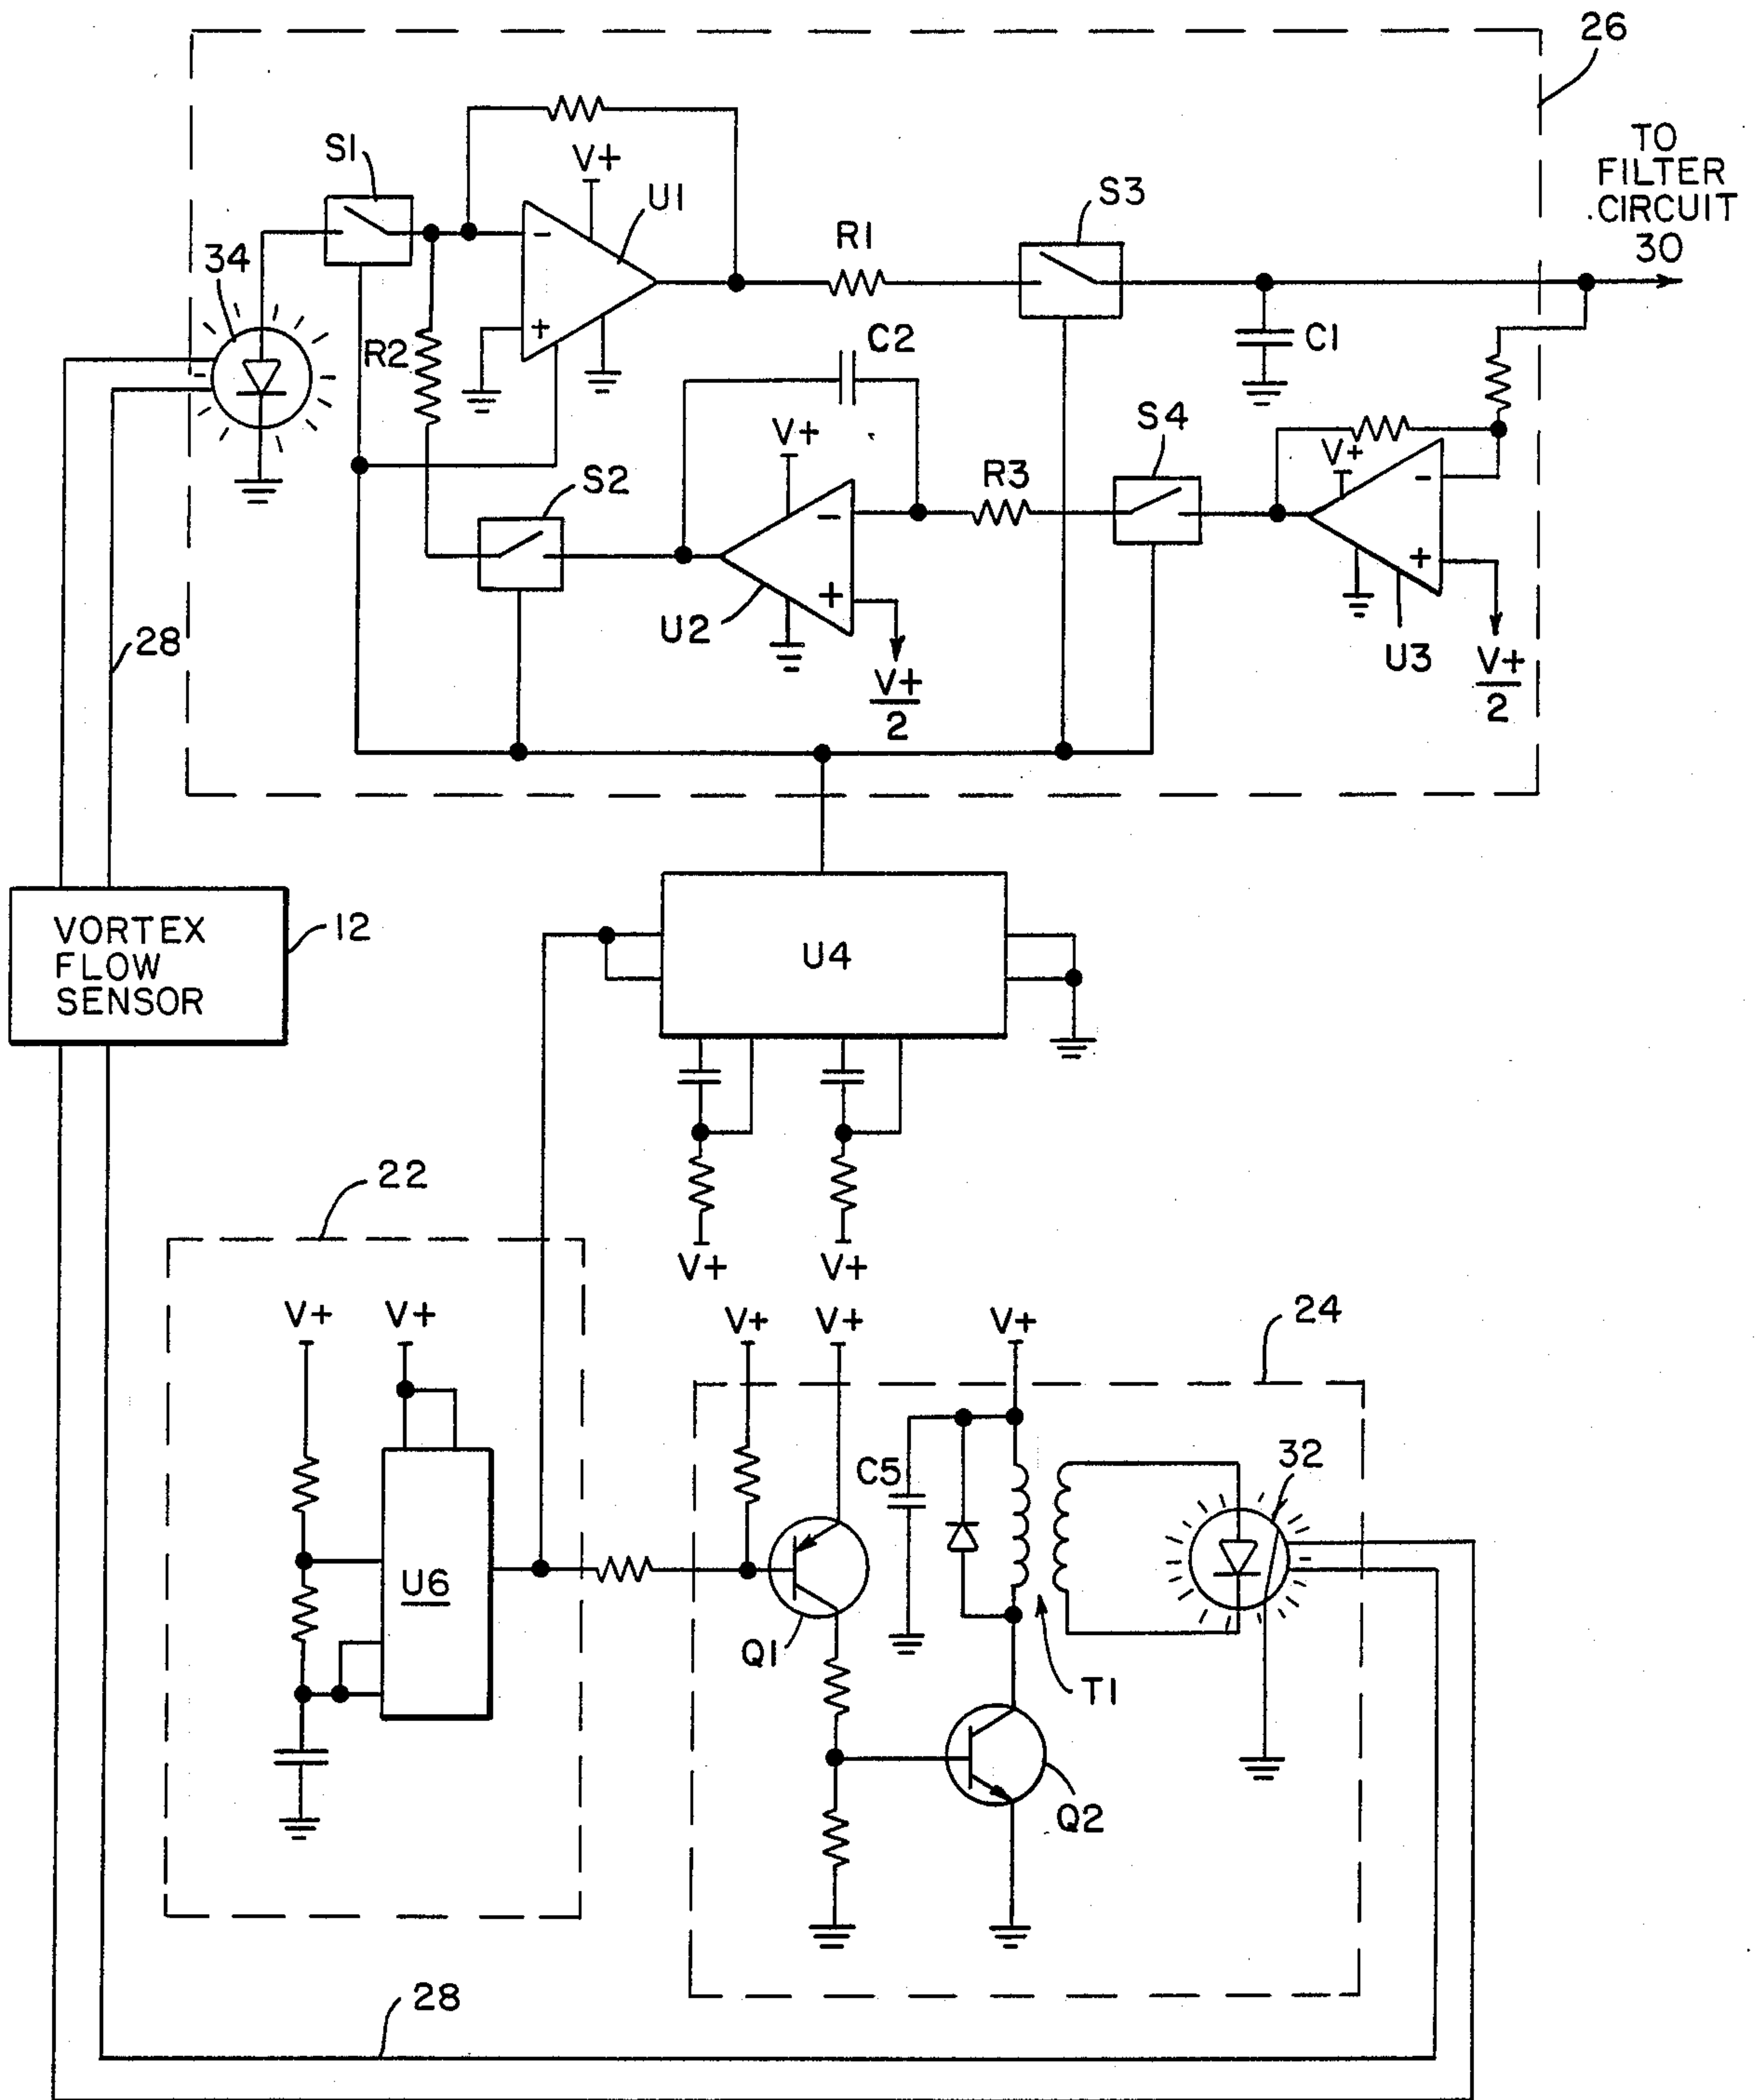 26
TO
FILTER
CIRCUIT
30
S1
V+
U1
S3
R1
34
R2
C2
C1
S4
V+
V+
-
+
R3
S2
-
-
+
+
U2
U3
28
V+
2
V+
2
VORTEX
FLOW
SENSOR
12
U4
22
V+
V+
V+
V+
V+
V+
V+
24
32
C5
U6
Q1
T1
Q2
28